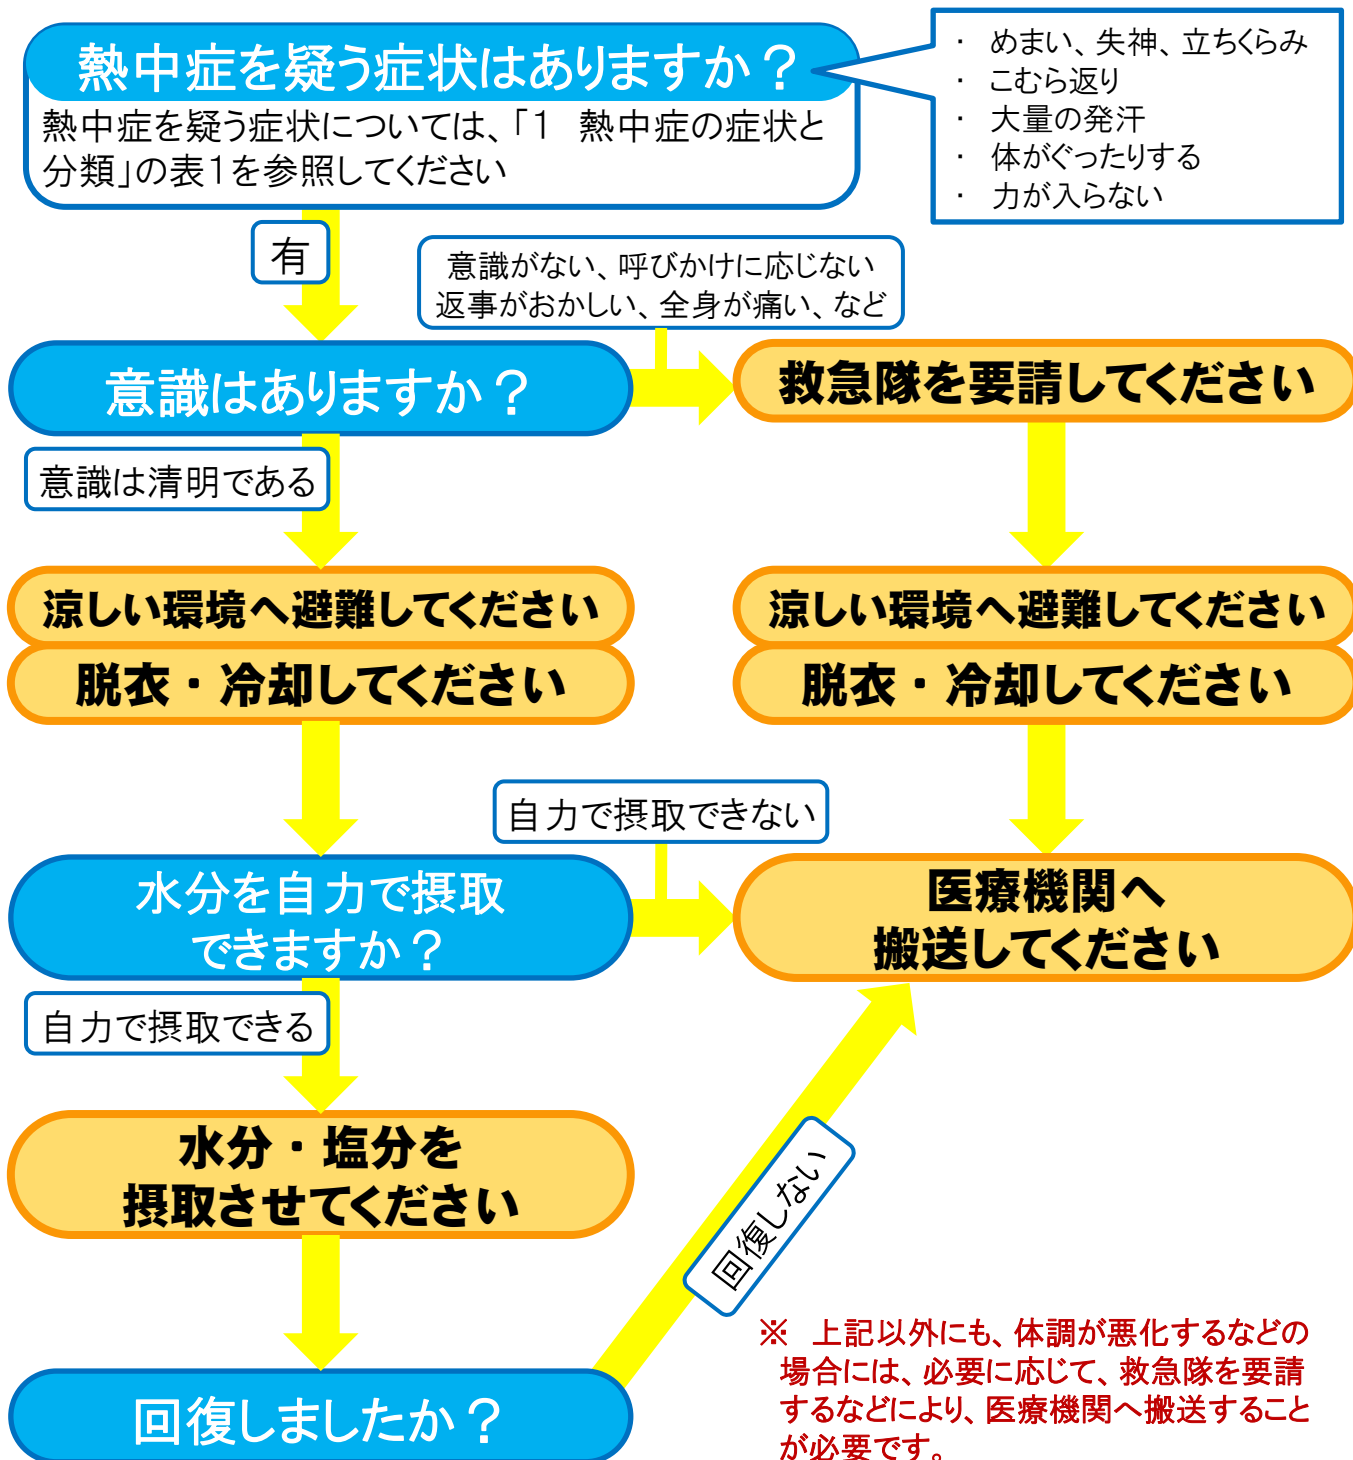 熱中症を疑う症状はありますか？
熱中症を疑う症状については、「１　熱中症の症状と
分類」の表１を参照してください
・　めまい、失神、立ちくらみ
・　こむら返り
・　大量の発汗
・　体がぐったりする
・　力が入らない
有
意識がない、呼びかけに応じない
返事がおかしい、全身が痛い、など
意識はありますか？
救急隊を要請してください
意識は清明である
涼しい環境へ避難してください
脱衣・冷却してください
涼しい環境へ避難してください
脱衣・冷却してください
自力で摂取できない
水分を自力で摂取
できますか？
医療機関へ
搬送してください
自力で摂取できる
水分・塩分を
摂取させてください
回復しない
回復しましたか？
※　上記以外にも、体調が悪化するなどの
場合には、必要に応じて、救急隊を要請
するなどにより、医療機関へ搬送すること
が必要です。